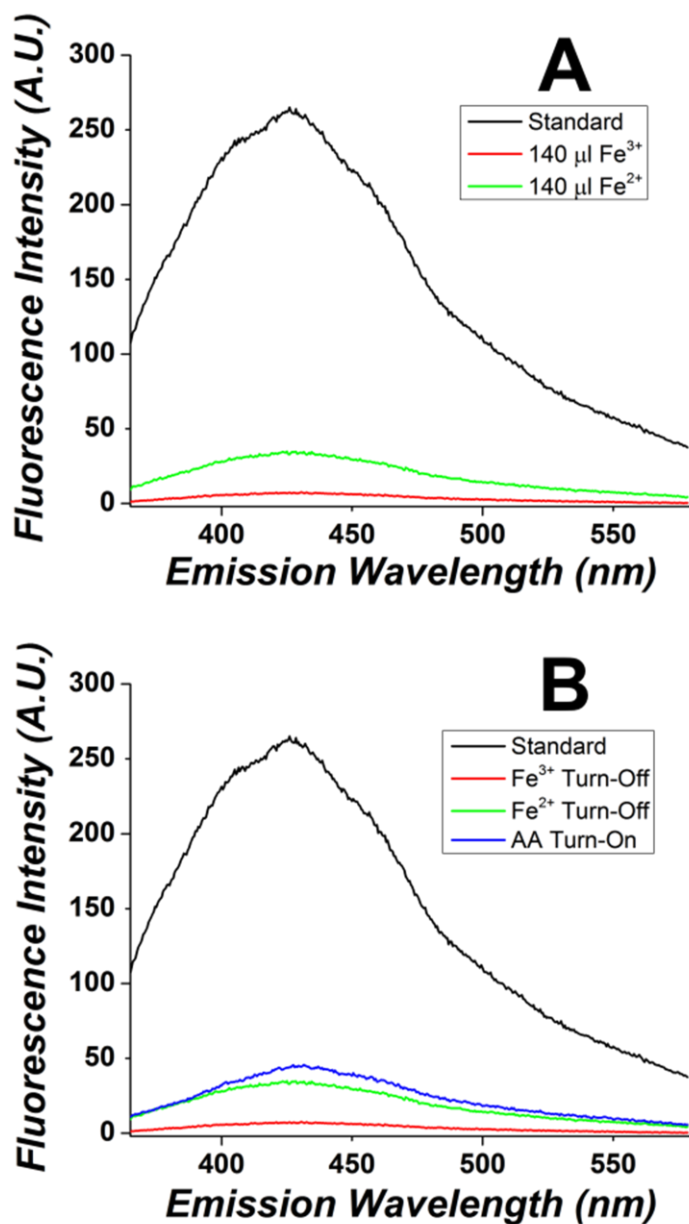 A
Fluorescence Intensity (A.U.)
300
250
200
150
100
50
0
Standard
140 μl Fe³⁺
140 μl Fe²⁺
400
450
500
550
Emission Wavelength (nm)
B
Fluorescence Intensity (A.U.)
300
250
200
150
100
50
0
Standard
Fe³⁺ Turn-Off
Fe²⁺ Turn-Off
AA Turn-On
400
450
500
550
Emission Wavelength (nm)